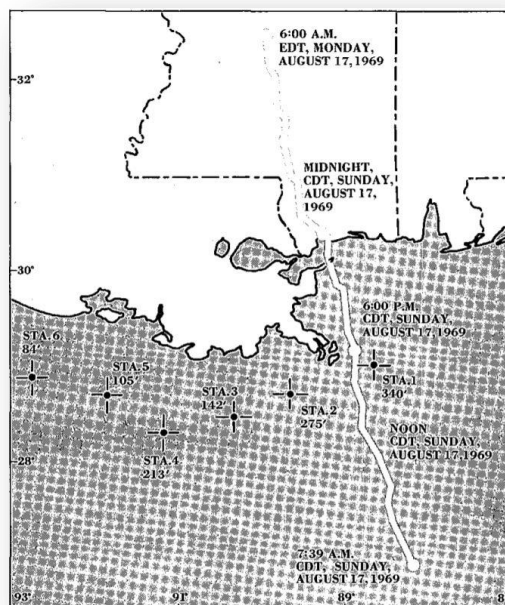 6:00 A.M.
EDT, MONDAY,
AUGUST 17, 1969
32°
MIDNIGHT,
CDT, SUNDAY,
AUGUST 17,
1969
30°
6:00 P.M.
CDT, SUNDAY,
AUGUST 17, 1969
STA. 6
84'
STA. 5
105'
STA. 3
142'
STA. 1
340'
STA. 2
275'
NOON
CDT, SUNDAY,
AUGUST 17, 1969
STA. 4
213'
28°
7:39 A.M.
CDT, SUNDAY,
AUGUST 17, 1969
93°
91°
89°
8